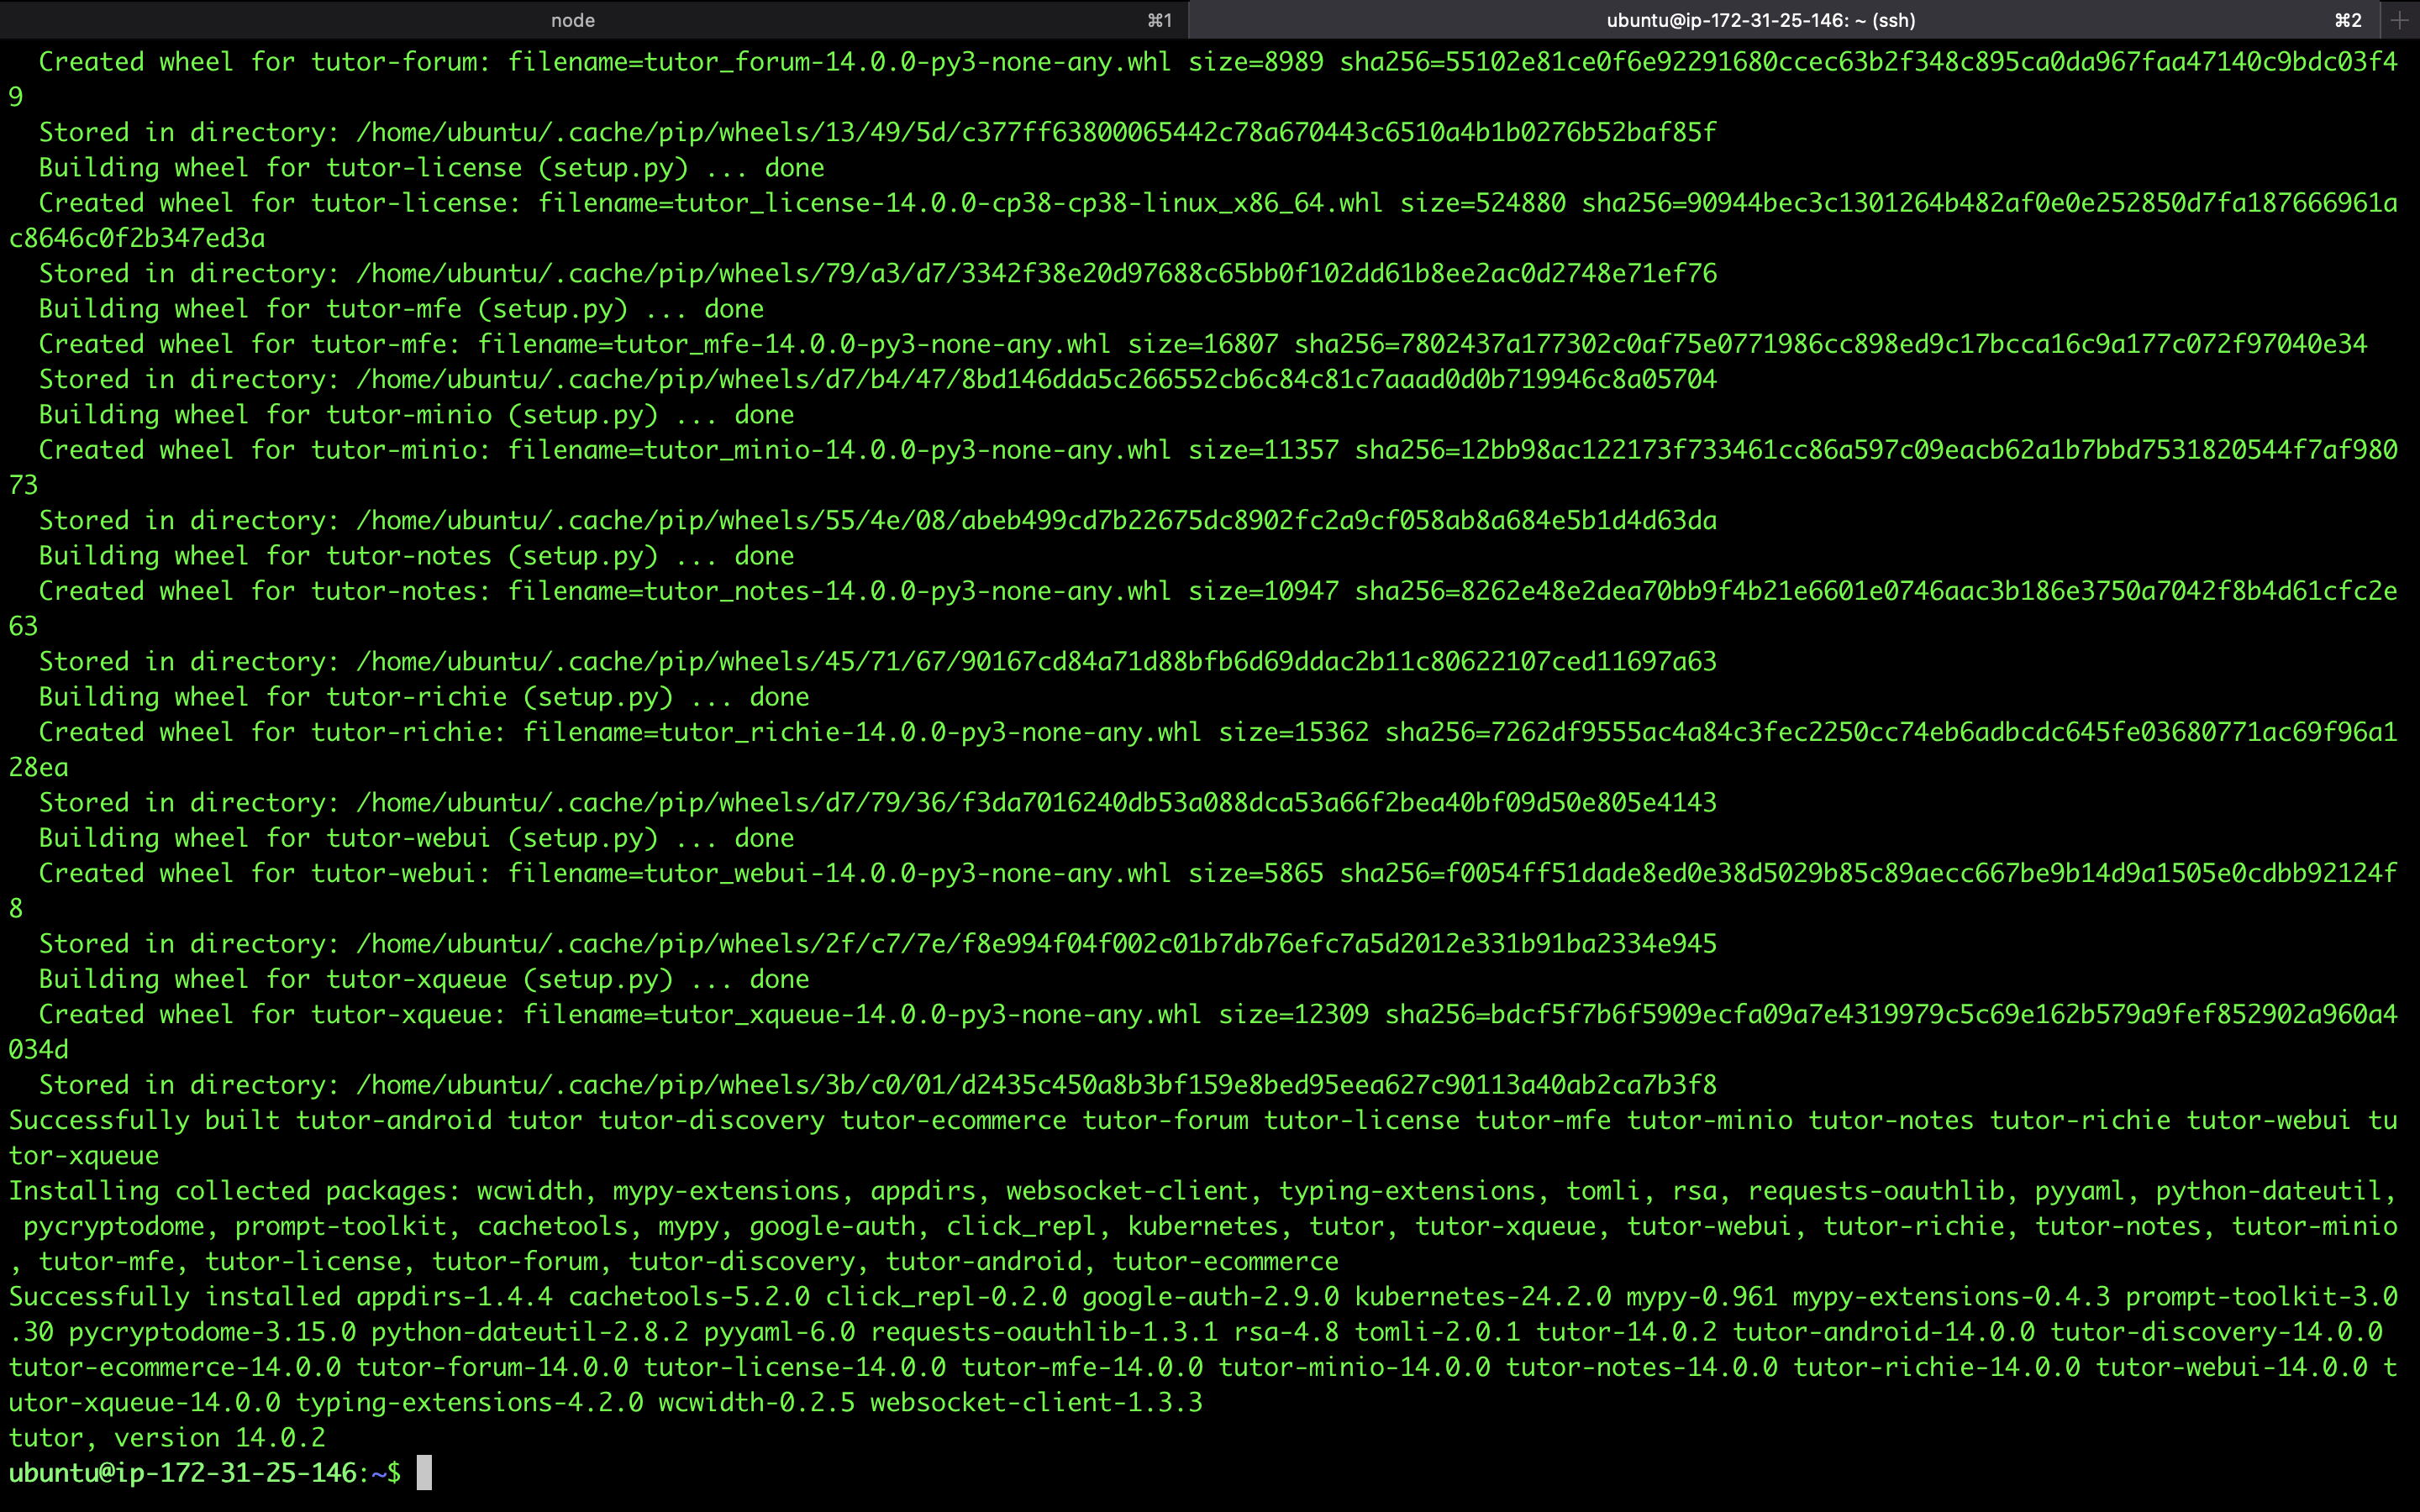 node ⌘1 ubuntu@ip-172-31-25-146: ~ (ssh) ⌘2
  Created wheel for tutor-forum: filename=tutor_forum-14.0.0-py3-none-any.whl size=8989 sha256=55102e81ce0f6e92291680ccec63b2f348c895ca0da967faa47140c9bdc03f4
9
  Stored in directory: /home/ubuntu/.cache/pip/wheels/13/49/5d/c377ff63800065442c78a670443c6510a4b1b0276b52baf85f
  Building wheel for tutor-license (setup.py) ... done
  Created wheel for tutor-license: filename=tutor_license-14.0.0-cp38-cp38-linux_x86_64.whl size=524880 sha256=90944bec3c1301264b482af0e0e252850d7fa187666961a
c8646c0f2b347ed3a
  Stored in directory: /home/ubuntu/.cache/pip/wheels/79/a3/d7/3342f38e20d97688c65bb0f102dd61b8ee2ac0d2748e71ef76
  Building wheel for tutor-mfe (setup.py) ... done
  Created wheel for tutor-mfe: filename=tutor_mfe-14.0.0-py3-none-any.whl size=16807 sha256=7802437a177302c0af75e0771986cc898ed9c17bcca16c9a177c072f97040e34
  Stored in directory: /home/ubuntu/.cache/pip/wheels/d7/b4/47/8bd146dda5c266552cb6c84c81c7aaad0d0b719946c8a05704
  Building wheel for tutor-minio (setup.py) ... done
  Created wheel for tutor-minio: filename=tutor_minio-14.0.0-py3-none-any.whl size=11357 sha256=12bb98ac122173f733461cc86a597c09eacb62a1b7bbd7531820544f7af980
73
  Stored in directory: /home/ubuntu/.cache/pip/wheels/55/4e/08/abeb499cd7b22675dc8902fc2a9cf058ab8a684e5b1d4d63da
  Building wheel for tutor-notes (setup.py) ... done
  Created wheel for tutor-notes: filename=tutor_notes-14.0.0-py3-none-any.whl size=10947 sha256=8262e48e2dea70bb9f4b21e6601e0746aac3b186e3750a7042f8b4d61cfc2e
63
  Stored in directory: /home/ubuntu/.cache/pip/wheels/45/71/67/90167cd84a71d88bfb6d69ddac2b11c80622107ced11697a63
  Building wheel for tutor-richie (setup.py) ... done
  Created wheel for tutor-richie: filename=tutor_richie-14.0.0-py3-none-any.whl size=15362 sha256=7262df9555ac4a84c3fec2250cc74eb6adbcdc645fe03680771ac69f96a1
28ea
  Stored in directory: /home/ubuntu/.cache/pip/wheels/d7/79/36/f3da7016240db53a088dca53a66f2bea40bf09d50e805e4143
  Building wheel for tutor-webui (setup.py) ... done
  Created wheel for tutor-webui: filename=tutor_webui-14.0.0-py3-none-any.whl size=5865 sha256=f0054ff51dade8ed0e38d5029b85c89aecc667be9b14d9a1505e0cdbb92124f
8
  Stored in directory: /home/ubuntu/.cache/pip/wheels/2f/c7/7e/f8e994f04f002c01b7db76efc7a5d2012e331b91ba2334e945
  Building wheel for tutor-xqueue (setup.py) ... done
  Created wheel for tutor-xqueue: filename=tutor_xqueue-14.0.0-py3-none-any.whl size=12309 sha256=bdcf5f7b6f5909ecfa09a7e4319979c5c69e162b579a9fef852902a960a4
034d
  Stored in directory: /home/ubuntu/.cache/pip/wheels/3b/c0/01/d2435c450a8b3bf159e8bed95eea627c90113a40ab2ca7b3f8
Successfully built tutor-android tutor tutor-discovery tutor-ecommerce tutor-forum tutor-license tutor-mfe tutor-minio tutor-notes tutor-richie tutor-webui tu
tor-xqueue
Installing collected packages: wcwidth, mypy-extensions, appdirs, websocket-client, typing-extensions, tomli, rsa, requests-oauthlib, pyyaml, python-dateutil,
 pycryptodome, prompt-toolkit, cachetools, mypy, google-auth, click_repl, kubernetes, tutor, tutor-xqueue, tutor-webui, tutor-richie, tutor-notes, tutor-minio
, tutor-mfe, tutor-license, tutor-forum, tutor-discovery, tutor-android, tutor-ecommerce
Successfully installed appdirs-1.4.4 cachetools-5.2.0 click_repl-0.2.0 google-auth-2.9.0 kubernetes-24.2.0 mypy-0.961 mypy-extensions-0.4.3 prompt-toolkit-3.0
.30 pycryptodome-3.15.0 python-dateutil-2.8.2 pyyaml-6.0 requests-oauthlib-1.3.1 rsa-4.8 tomli-2.0.1 tutor-14.0.2 tutor-android-14.0.0 tutor-discovery-14.0.0
tutor-ecommerce-14.0.0 tutor-forum-14.0.0 tutor-license-14.0.0 tutor-mfe-14.0.0 tutor-minio-14.0.0 tutor-notes-14.0.0 tutor-richie-14.0.0 tutor-webui-14.0.0 t
utor-xqueue-14.0.0 typing-extensions-4.2.0 wcwidth-0.2.5 websocket-client-1.3.3
tutor, version 14.0.2
ubuntu@ip-172-31-25-146:~$